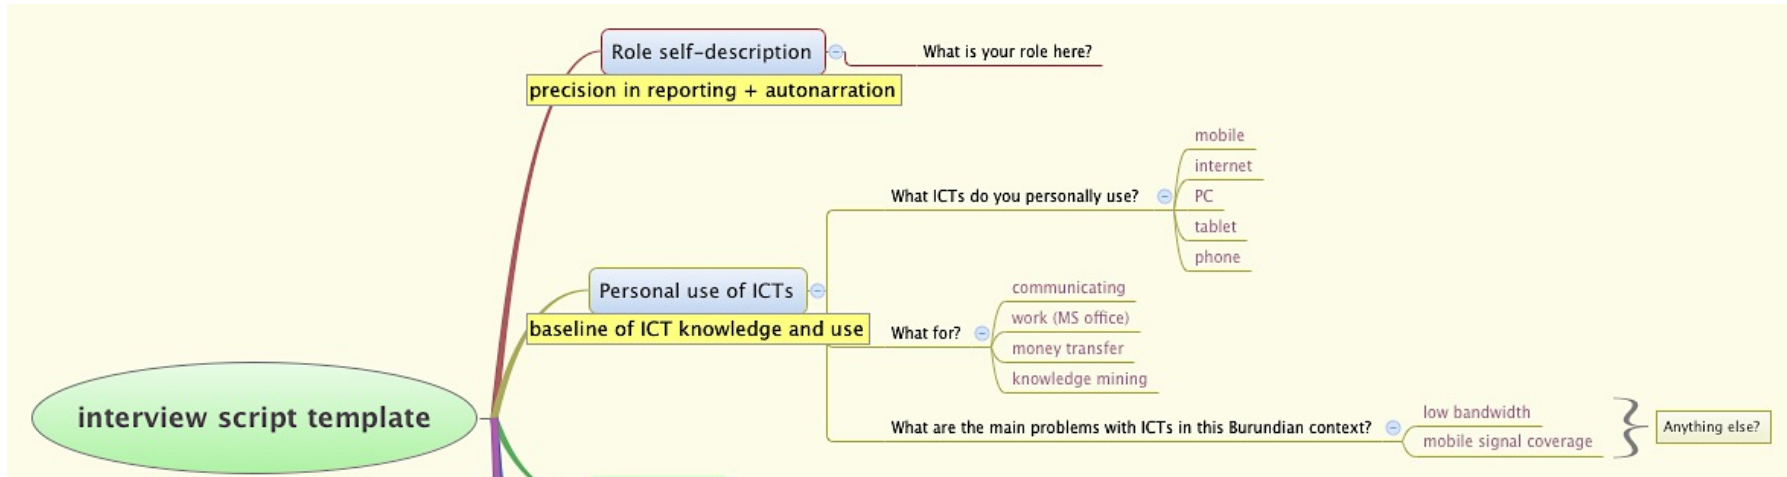 Role self-description
What is your role here?
precision in reporting + autonarration
What ICTs do you personally use?
mobile
internet
PC
tablet
phone
Personal use of ICTs
baseline of ICT knowledge and use
What for?
communicating
work (MS office)
money transfer
knowledge mining
interview script template
What are the main problems with ICTs in this Burundian context?
low bandwidth
mobile signal coverage
Anything else?